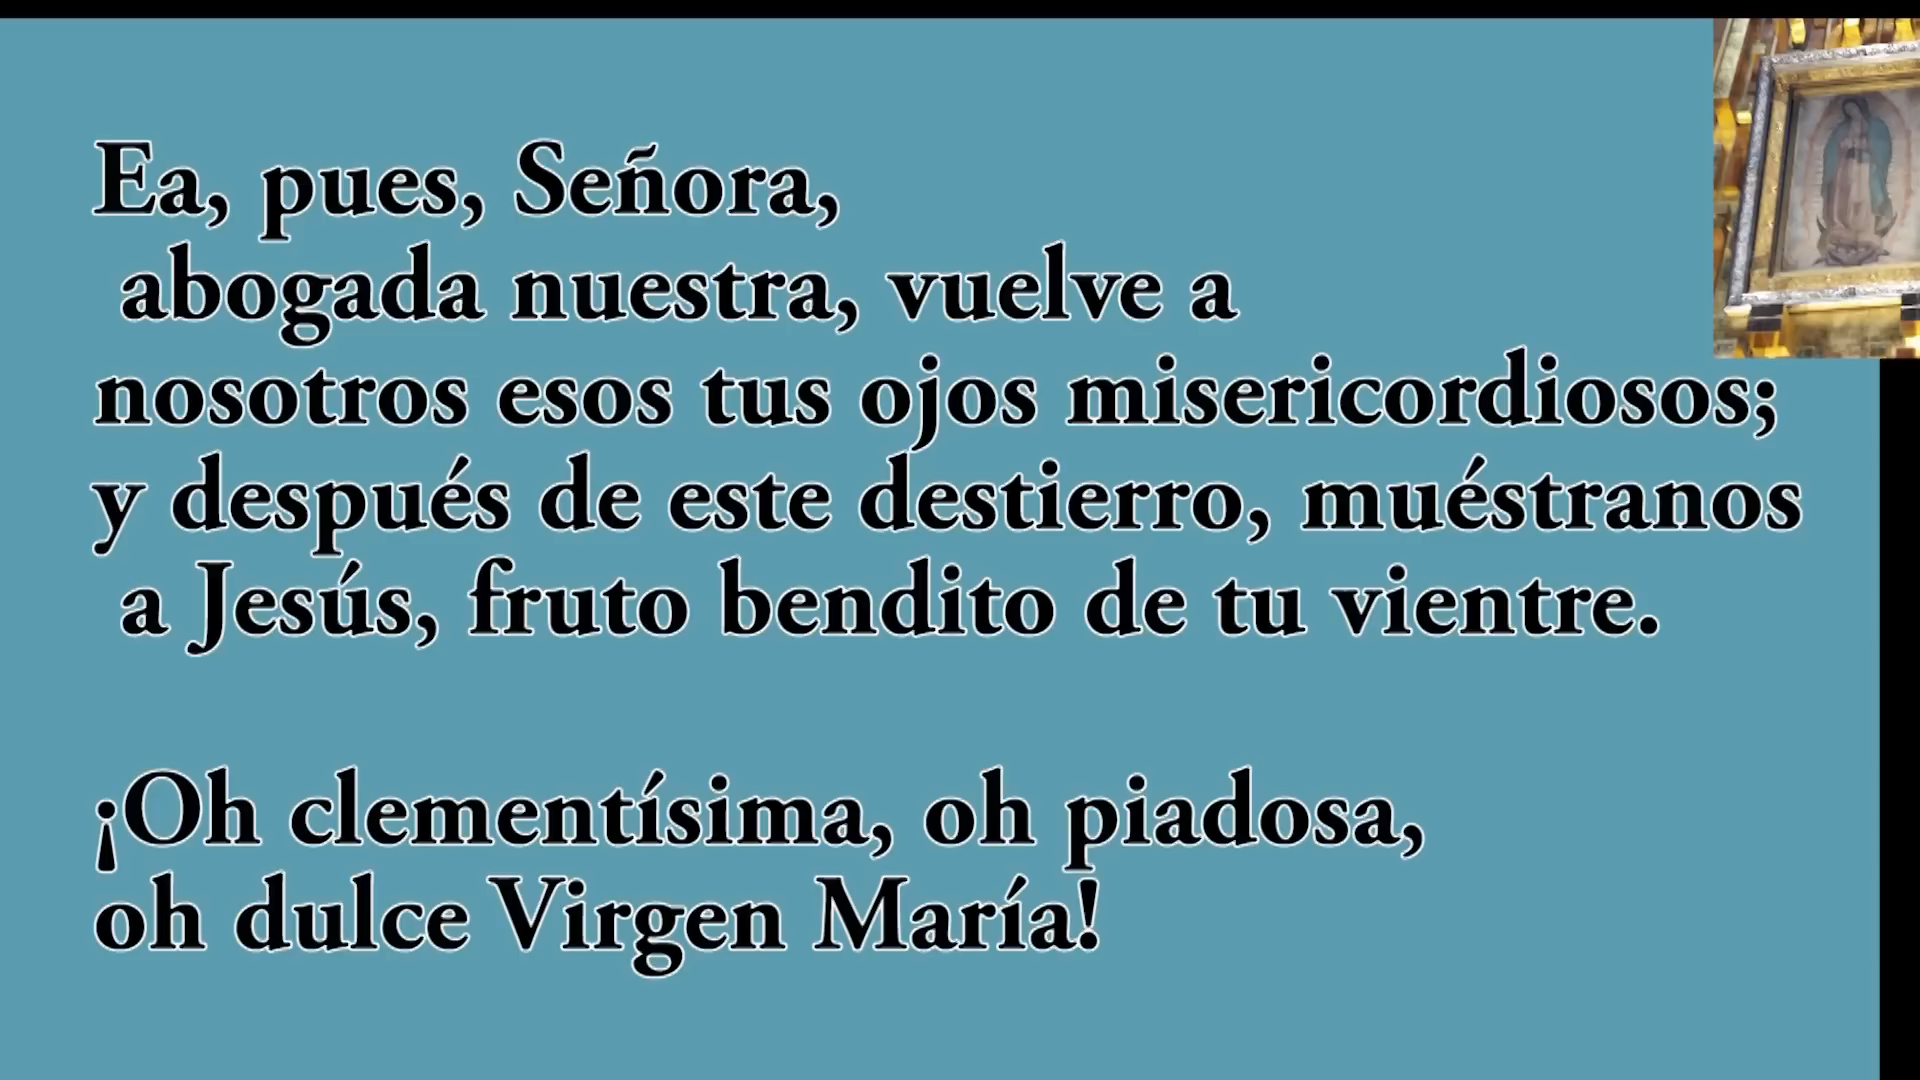 Ea, pues, Señora,
abogada nuestra, vuelve a
nosotros esos tus ojos misericordiosos;
y después de este destierro, muéstranos
a Jesús, fruto bendito de tu vientre.
¡Oh clementísima, oh piadosa,
oh dulce Virgen María!